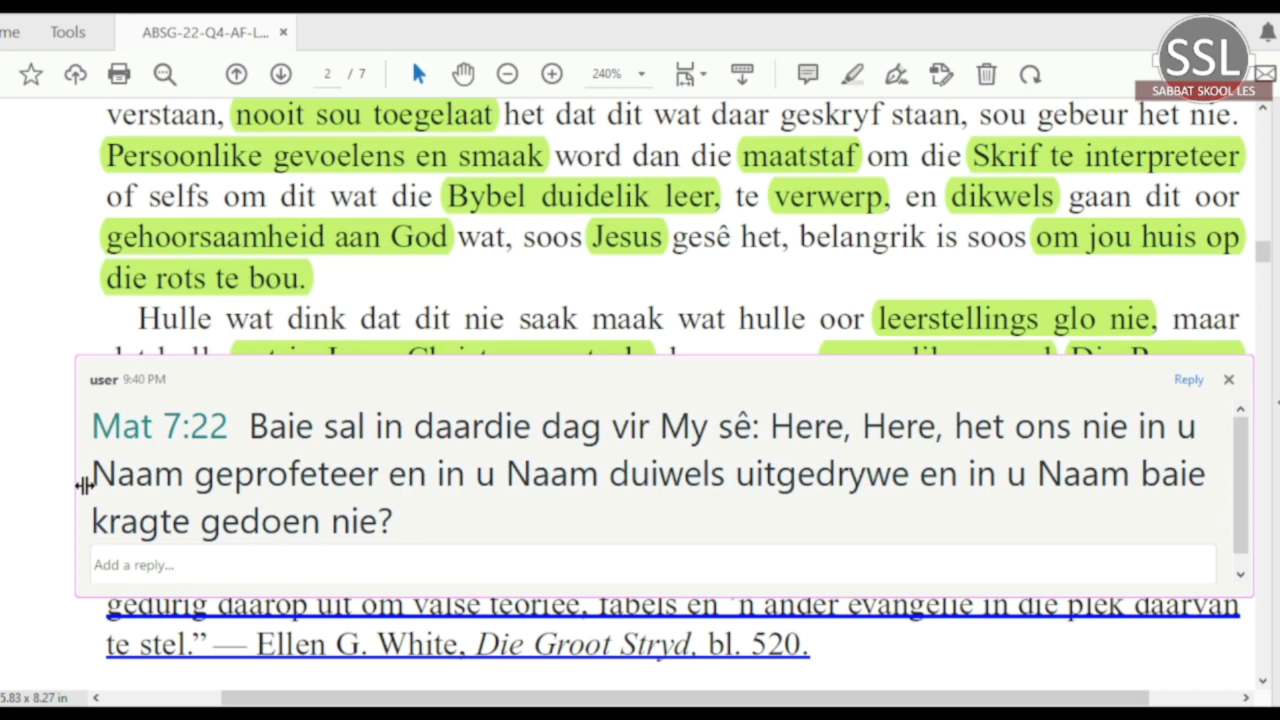 me
Tools
ABSG-22-Q4-AF-L...
2 / 7
240%
SSL
SABBAT SKOOL LES
verstaan, nooit sou toegelaat het dat dit wat daar geskryf staan, sou gebeur het nie.
Persoonlike gevoelens en smaak word dan die maatstaf om die Skrif te interpreteer
of selfs om dit wat die Bybel duidelik leer, te verwerp, en dikwels gaan dit oor
gehoorsaamheid aan God wat, soos Jesus gesê het, belangrik is soos om jou huis op
die rots te bou.
Hulle wat dink dat dit nie saak maak wat hulle oor leerstellings glo nie, maar
user 9:40 PM
Reply
Mat 7:22 Baie sal in daardie dag vir My sê: Here, Here, het ons nie in u
Naam geprofeteer en in u Naam duiwels uitgedrywe en in u Naam baie
kragte gedoen nie?
Add a reply...
gedurig daarop uit om valse teorieë, fabels en 'n ander evangelie in die plek daarvan
te stel.” — Ellen G. White, Die Groot Stryd, bl. 520.
5.83 x 8.27 in